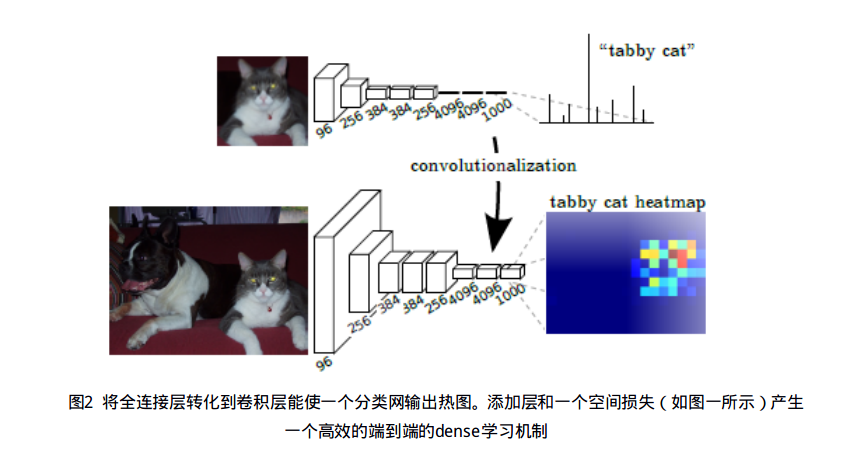 “tabby cat”
96 256 384 384 256 4096 4096 1000
convolutionalization
tabby cat heatmap
96 256 384 384 256 4096 4096 1000
图2 将全连接层转化到卷积层能使一个分类网输出热图。添加层和一个空间损失（如图一所示）产生
一个高效的端到端的dense学习机制